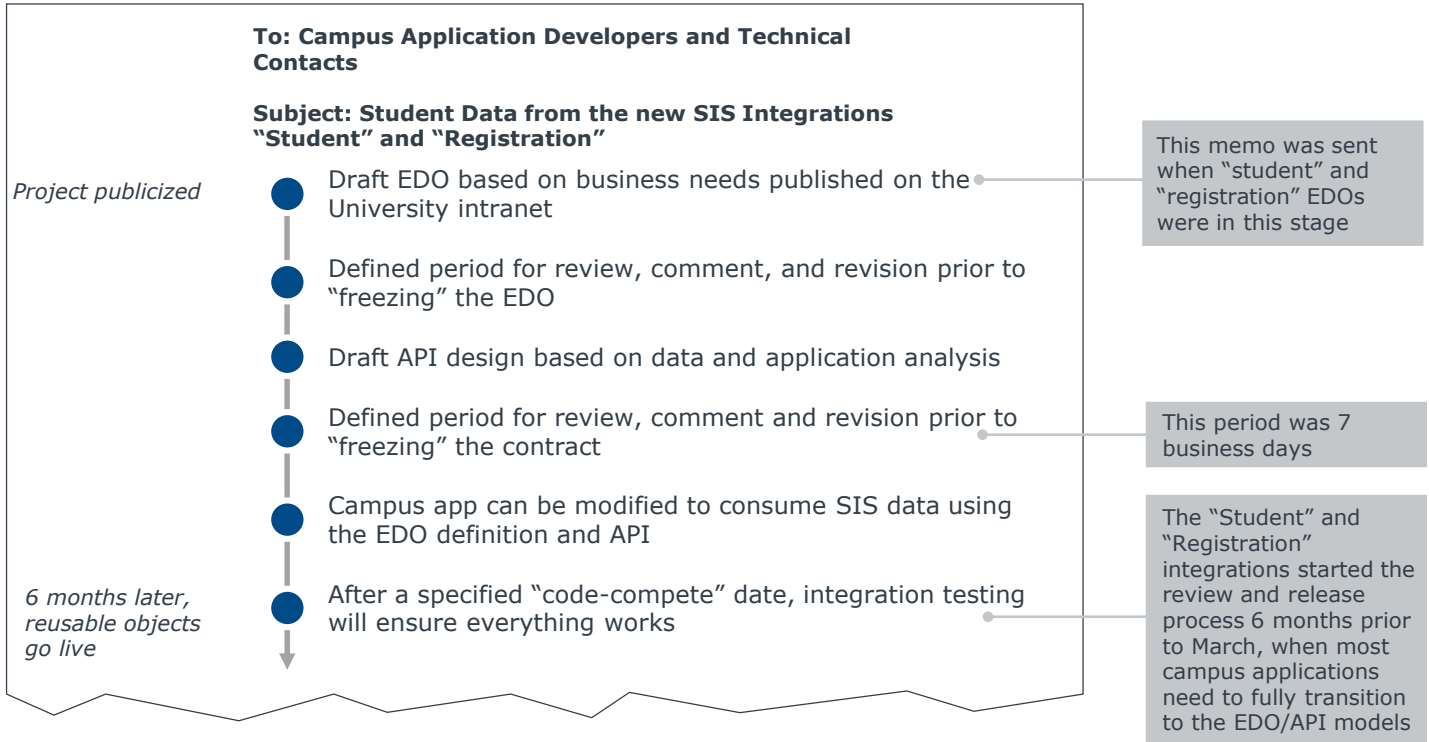 To: Campus Application Developers and Technical
Contacts
Subject: Student Data from the new SIS Integrations
“Student” and “Registration”
Project publicized
Draft EDO based on business needs published on the
University intranet
This memo was sent
when “student” and
“registration” EDOs
were in this stage
Defined period for review, comment, and revision prior to
“freezing” the EDO
Draft API design based on data and application analysis
Defined period for review, comment and revision prior to
“freezing” the contract
This period was 7
business days
Campus app can be modified to consume SIS data using
the EDO definition and API
6 months later,
reusable objects
go live
After a specified “code-compete” date, integration testing
will ensure everything works
The “Student” and
“Registration”
integrations started the
review and release
process 6 months prior
to March, when most
campus applications
need to fully transition
to the EDO/API models